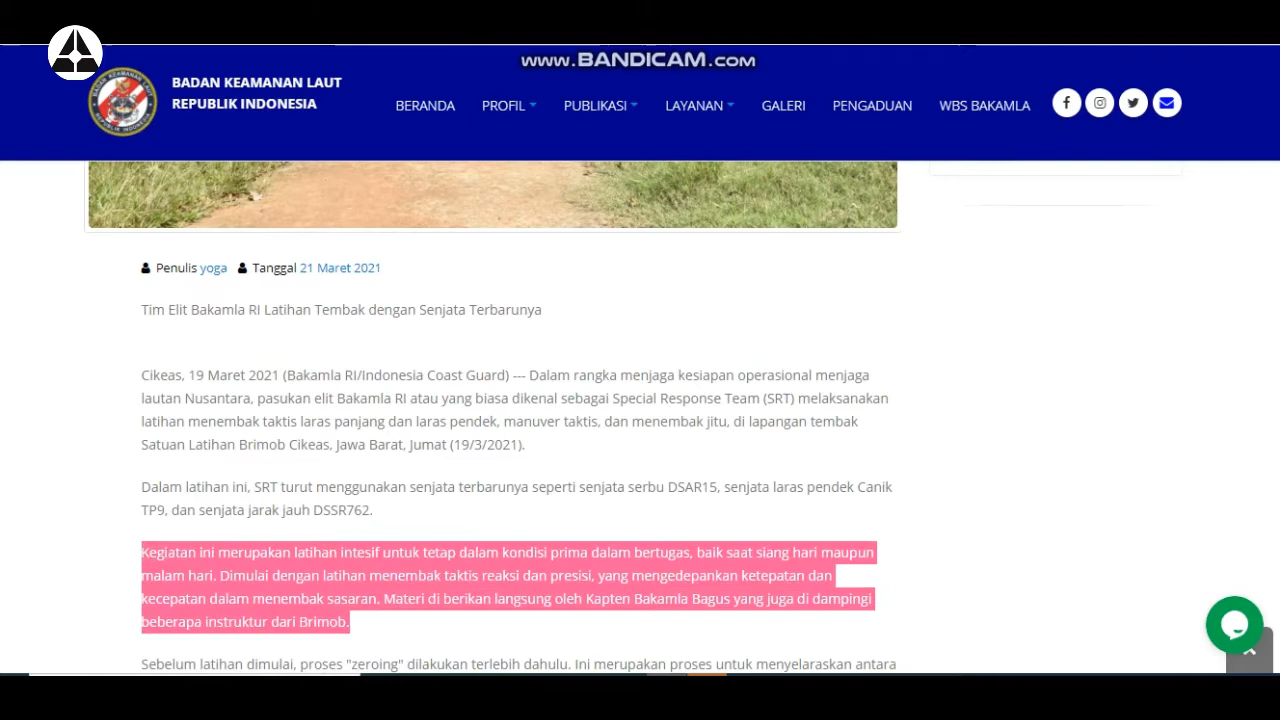 www.BANDICAM.com
BADAN KEAMANAN LAUT
REPUBLIK INDONESIA
BERANDA PROFIL PUBLIKASI LAYANAN GALERI PENGADUAN WBS BAKAMLA
Penulis yoga Tanggal 21 Maret 2021
Tim Elit Bakamla RI Latihan Tembak dengan Senjata Terbarunya
Cikeas, 19 Maret 2021 (Bakamla RI/Indonesia Coast Guard) --- Dalam rangka menjaga kesiapan operasional menjaga
lautan Nusantara, pasukan elit Bakamla RI atau yang biasa dikenal sebagai Special Response Team (SRT) melaksanakan
latihan menembak taktis laras panjang dan laras pendek, manuver taktis, dan menembak jitu, di lapangan tembak
Satuan Latihan Brimob Cikeas, Jawa Barat, Jumat (19/3/2021).
Dalam latihan ini, SRT turut menggunakan senjata terbarunya seperti senjata serbu DSAR15, senjata laras pendek Canik
TP9, dan senjata jarak jauh DSSR762.
Kegiatan ini merupakan latihan intesif untuk tetap dalam kondisi prima dalam bertugas, baik saat siang hari maupun
malam hari. Dimulai dengan latihan menembak taktis reaksi dan presisi, yang mengedepankan ketepatan dan
kecepatan dalam menembak sasaran. Materi di berikan langsung oleh Kapten Bakamla Bagus yang juga di dampingi
beberapa instruktur dari Brimob.
Sebelum latihan dimulai, proses "zeroing" dilakukan terlebih dahulu. Ini merupakan proses untuk menyelaraskan antara